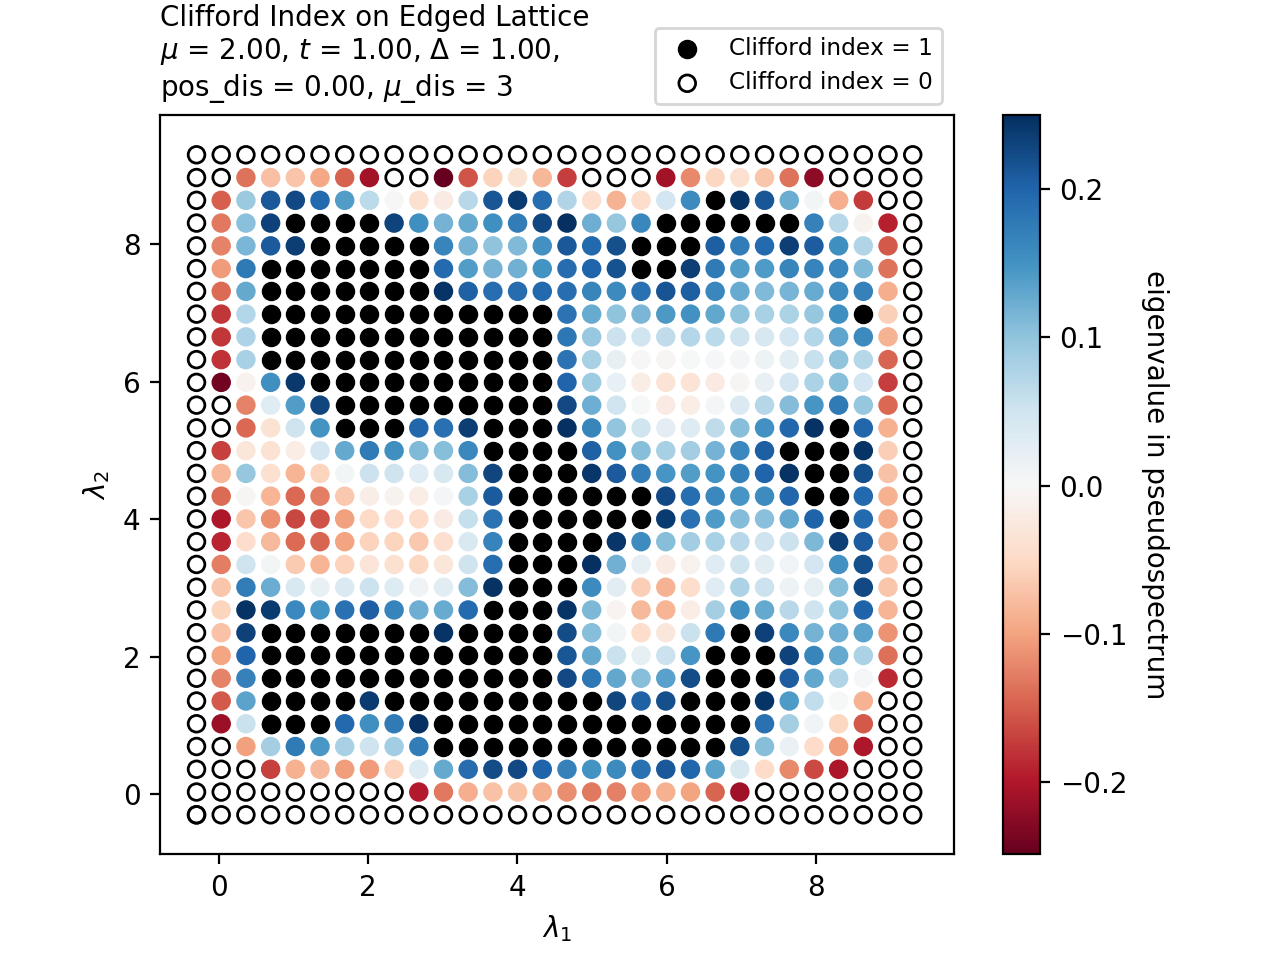 Clifford Index on Edged Lattice
μ = 2.00, t = 1.00, Δ = 1.00,
pos_dis = 0.00, μ_dis = 3
Clifford index = 1
Clifford index = 0
8
6
4
2
0
λ₂
0 2 4 6 8
λ₁
0.2
0.1
0.0
−0.1
−0.2
eigenvalue in pseudospectrum